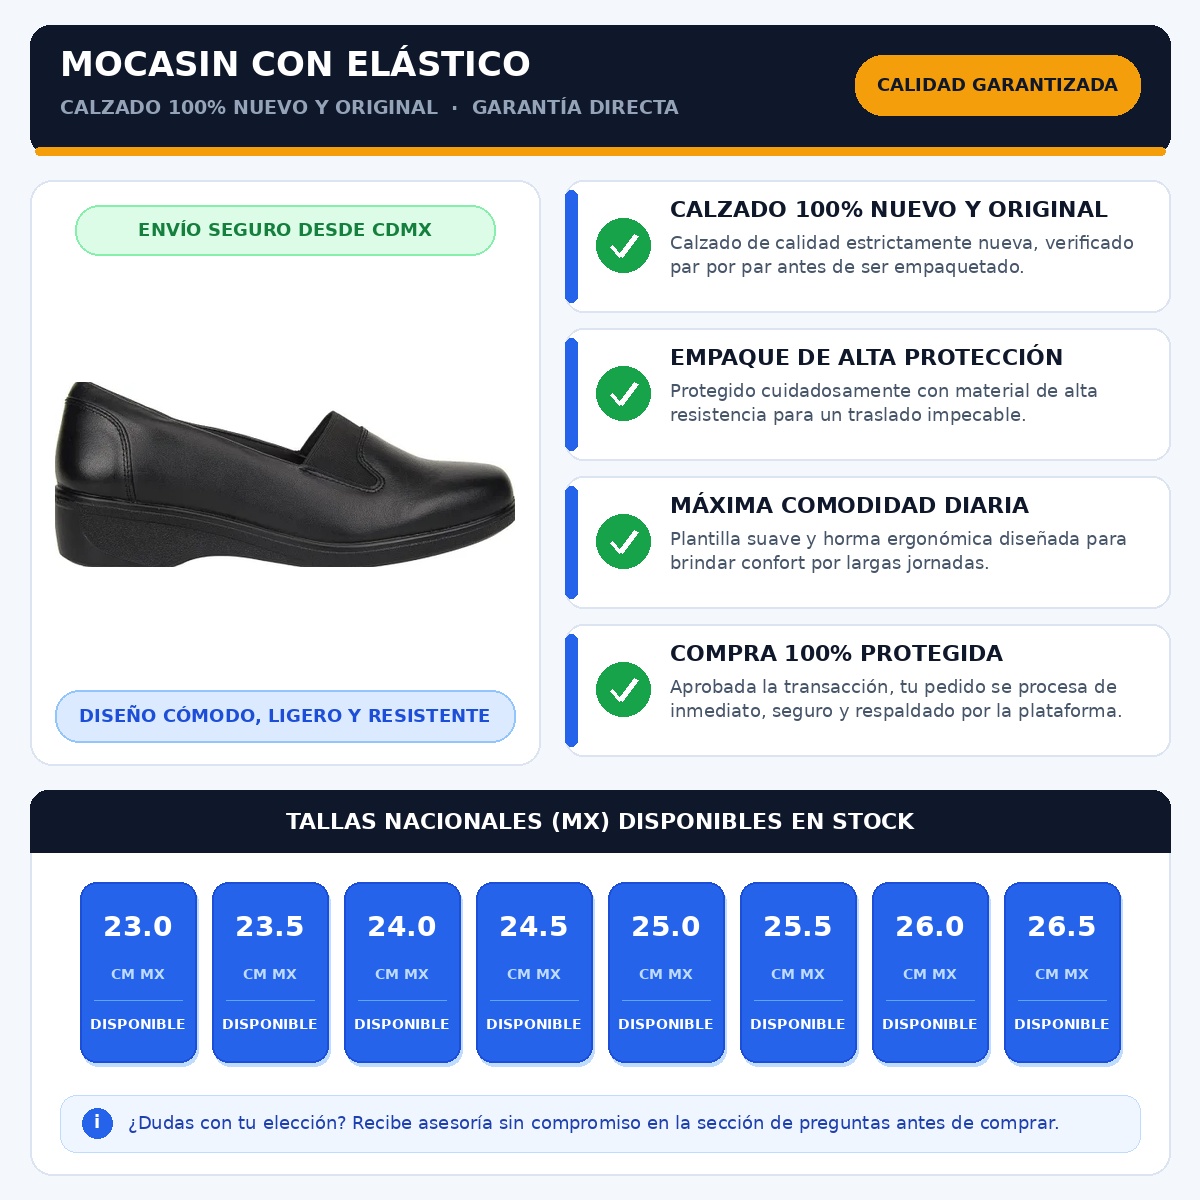 MOCASIN CON ELÁSTICO
CALZADO 100% NUEVO Y ORIGINAL · GARANTÍA DIRECTA
CALIDAD GARANTIZADA
ENVÍO SEGURO DESDE CDMX
DISEÑO CÓMODO, LIGERO Y RESISTENTE
CALZADO 100% NUEVO Y ORIGINAL
Calzado de calidad estrictamente nueva, verificado
par por par antes de ser empaquetado.
EMPAQUE DE ALTA PROTECCIÓN
Protegido cuidadosamente con material de alta
resistencia para un traslado impecable.
MÁXIMA COMODIDAD DIARIA
Plantilla suave y horma ergonómica diseñada para
brindar confort por largas jornadas.
COMPRA 100% PROTEGIDA
Aprobada la transacción, tu pedido se procesa de
inmediato, seguro y respaldado por la plataforma.
TALLAS NACIONALES (MX) DISPONIBLES EN STOCK
23.0 23.5 24.0 24.5 25.0 25.5 26.0 26.5
CM MX CM MX CM MX CM MX CM MX CM MX CM MX CM MX
DISPONIBLE DISPONIBLE DISPONIBLE DISPONIBLE DISPONIBLE DISPONIBLE DISPONIBLE DISPONIBLE
i ¿Dudas con tu elección? Recibe asesoría sin compromiso en la sección de preguntas antes de comprar.